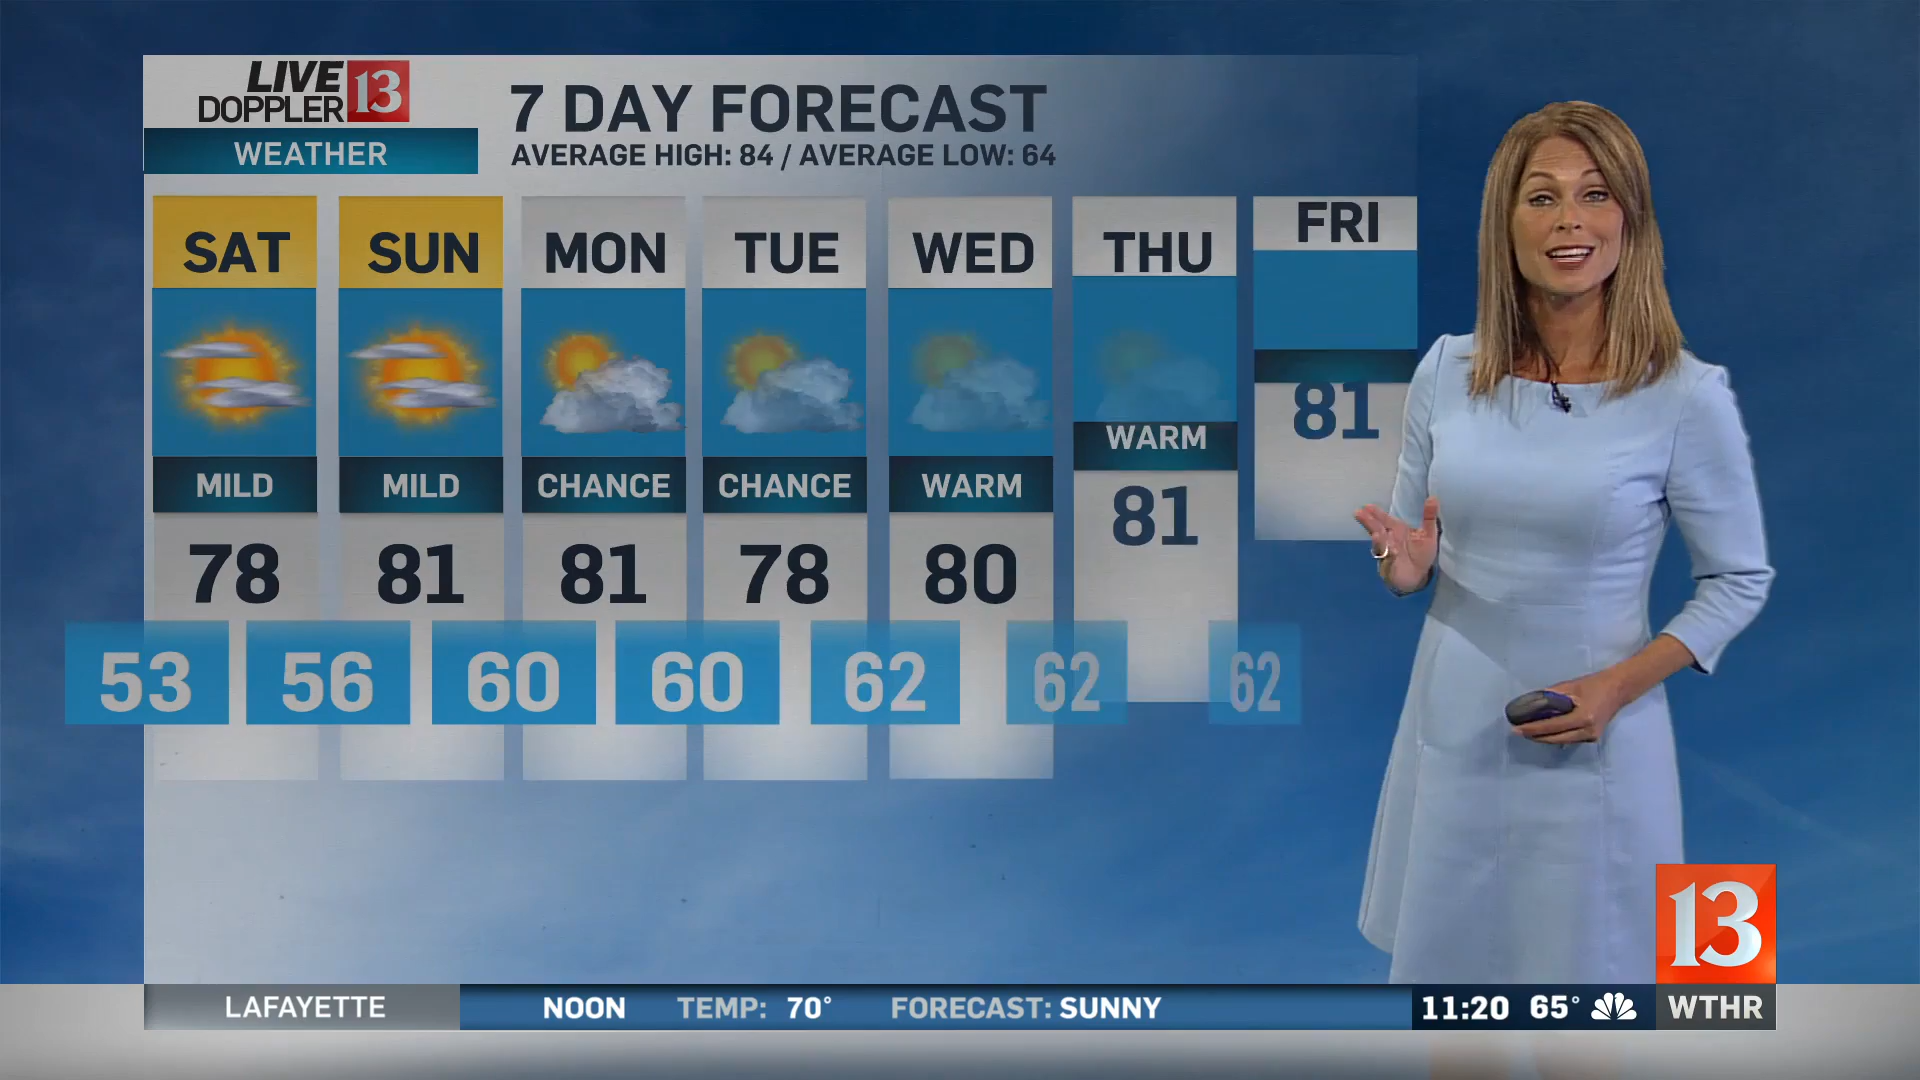 LIVE
DOPPLER 13
WEATHER
7 DAY FORECAST
AVERAGE HIGH: 84 / AVERAGE LOW: 64
SAT SUN MON TUE WED THU FRI
MILD MILD CHANCE CHANCE WARM WARM
78 81 81 78 80 81 81
53 56 60 60 62 62 62
13
LAFAYETTE NOON TEMP: 70° FORECAST: SUNNY 11:20 65° WTHR